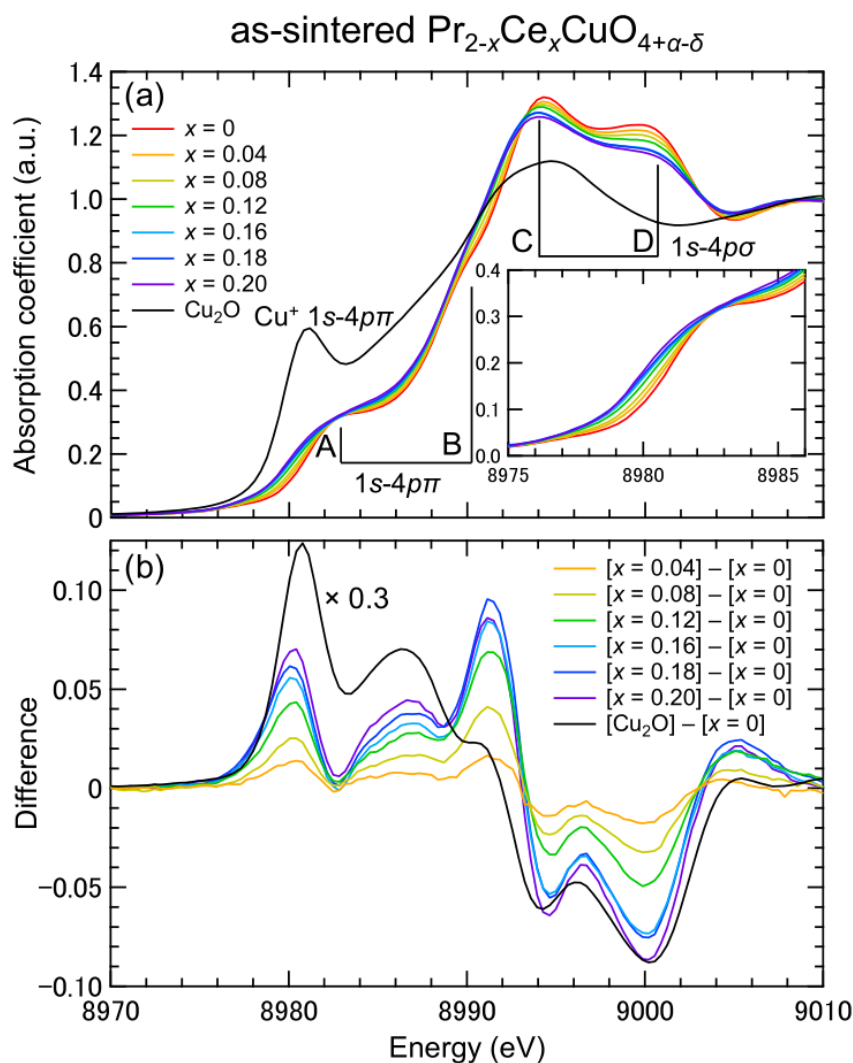 as-sintered Pr₂₋ₓCeₓCuO₄₊α₋δ
(a)
Absorption coefficient (a.u.)
1.4
1.2
1.0
0.8
0.6
0.4
0.2
0
x = 0
x = 0.04
x = 0.08
x = 0.12
x = 0.16
x = 0.18
x = 0.20
Cu₂O
Cu⁺ 1s-4pπ
A
B
1s-4pπ
C
D
1s-4pσ
0.4
0.3
0.2
0.1
0.0
8975
8980
8985
(b)
Difference
0.10
0.05
0
−0.05
−0.10
× 0.3
[x = 0.04] – [x = 0]
[x = 0.08] – [x = 0]
[x = 0.12] – [x = 0]
[x = 0.16] – [x = 0]
[x = 0.18] – [x = 0]
[x = 0.20] – [x = 0]
[Cu₂O] – [x = 0]
8970
8980
8990
9000
9010
Energy (eV)